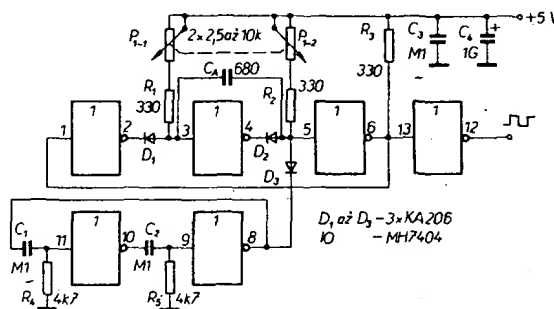 +5 V
P1-1
2×2,5 až 10k
P1-2
R3
C3
M1
C4
1G
+
CA 680
R1
330
R2
330
330
1
1
1
1
1
2
3
4
5
6
13
12
D1
D2
D3
C1
M1
11
1
10
C2
M1
9
1
8
R4
4k7
R5
4k7
D1 až D3 - 3×KA206
IO - MH7404